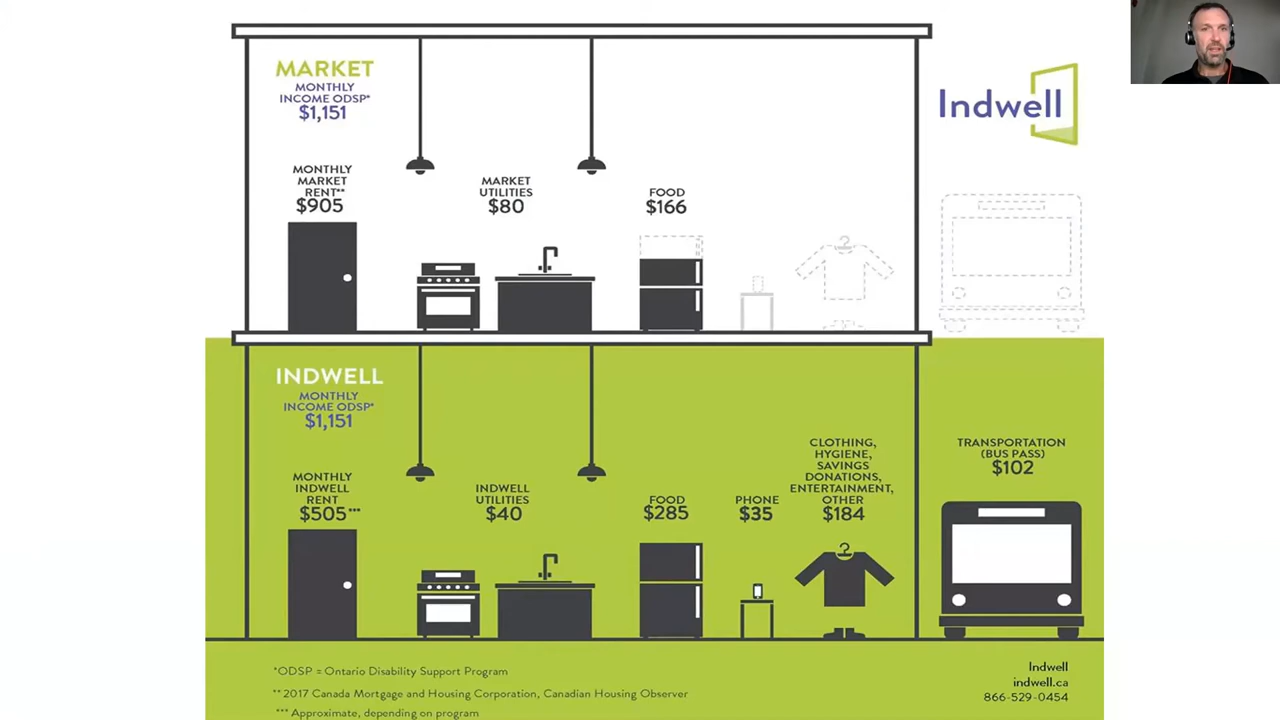 MARKET
MONTHLY
INCOME ODSP*
$1,151
MONTHLY
MARKET
RENT**
$905
MARKET
UTILITIES
$80
FOOD
$166
Indwell
INDWELL
MONTHLY
INCOME ODSP*
$1,151
MONTHLY
INDWELL
RENT
$505***
INDWELL
UTILITIES
$40
FOOD
$285
PHONE
$35
CLOTHING,
HYGIENE,
SAVINGS
DONATIONS,
ENTERTAINMENT,
OTHER
$184
TRANSPORTATION
(BUS PASS)
$102
*ODSP = Ontario Disability Support Program
**2017 Canada Mortgage and Housing Corporation, Canadian Housing Observer
*** Approximate, depending on program
Indwell
indwell.ca
866-529-0454